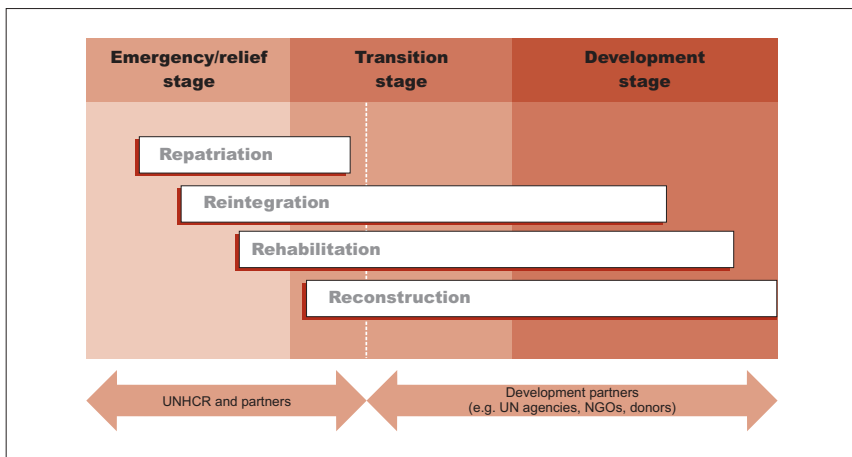 Emergency/relief
stage
Transition
stage
Development
stage
Repatriation
Reintegration
Rehabilitation
Reconstruction
UNHCR and partners
Development partners
(e.g. UN agencies, NGOs, donors)